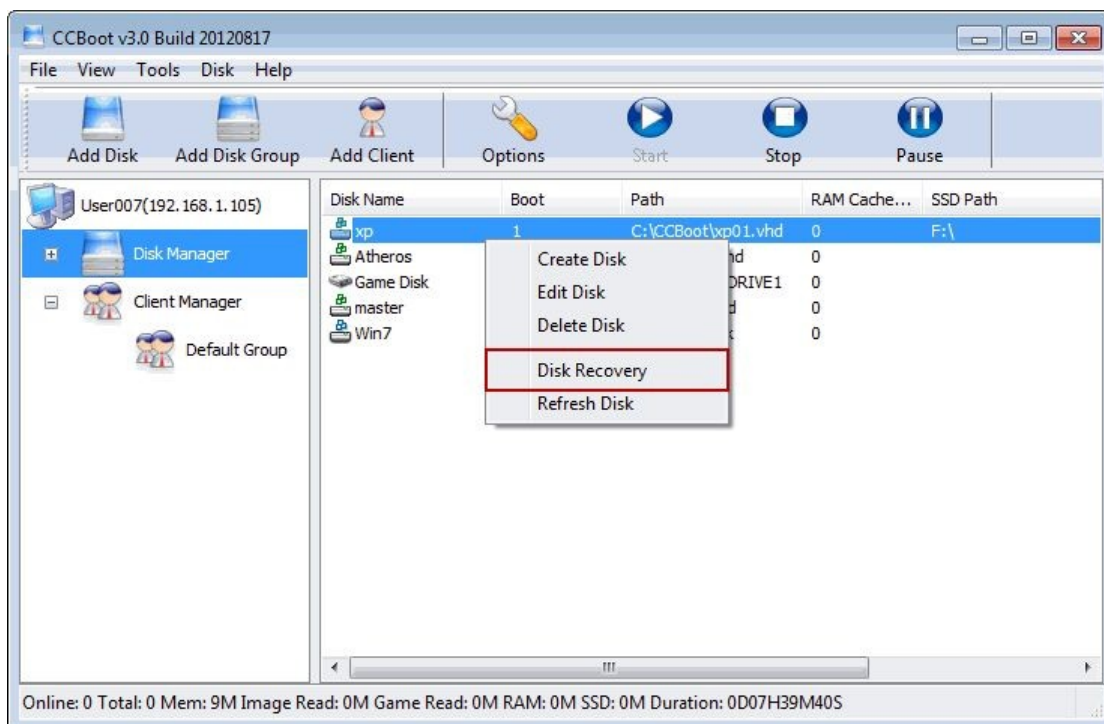 CCBoot v3.0 Build 20120817
File View Tools Disk Help
Add Disk Add Disk Group Add Client Options Start Stop Pause
User007(192.168.1.105)
Disk Manager
Client Manager
Default Group
Disk Name Boot Path RAM Cache... SSD Path
xp 1 C:\CCBoot\xp01.vhd 0 F:\
Atheros 0
Game Disk DRIVE1 0
master 0
Win7 0
Create Disk
Edit Disk
Delete Disk
Disk Recovery
Refresh Disk
Online: 0 Total: 0 Mem: 9M Image Read: 0M Game Read: 0M RAM: 0M SSD: 0M Duration: 0D07H39M40S